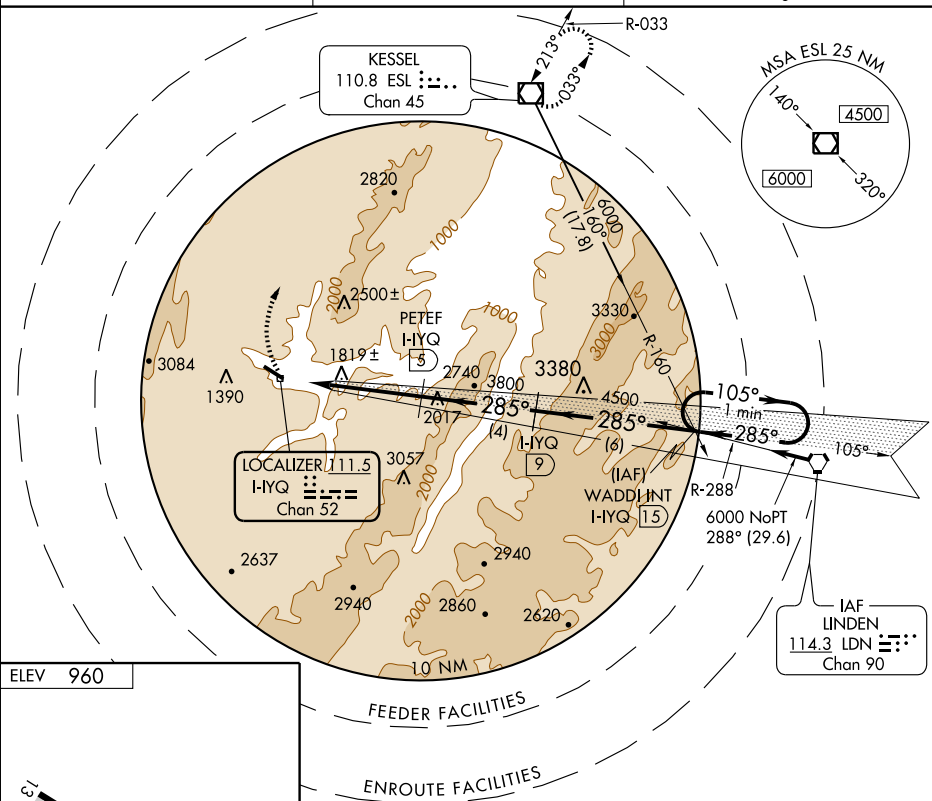 R-033
213°
033°
KESSEL
110.8 ESL
Chan 45
MSA ESL 25 NM
140°
4500
6000
320°
2820
1000
6000
160°
(17.8)
2000
2500±
PETEF
I-IYQ
5
1000
3330
3000
R-160
3084
1390
1819±
2740
3800
3380
4500
105°
1 min
285°
285°
285°
2017
(4)
(6)
105°
I-IYQ
9
LOCALIZER 111.5
I-IYQ
Chan 52
3057
2000
(IAF)
WADDI INT
I-IYQ 15
R-288
6000 NoPT
288° (29.6)
2637
2940
2940
2000
2860
2620
IAF
LINDEN
114.3 LDN
Chan 90
10 NM
ELEV 960
FEEDER FACILITIES
ENROUTE FACILITIES
13